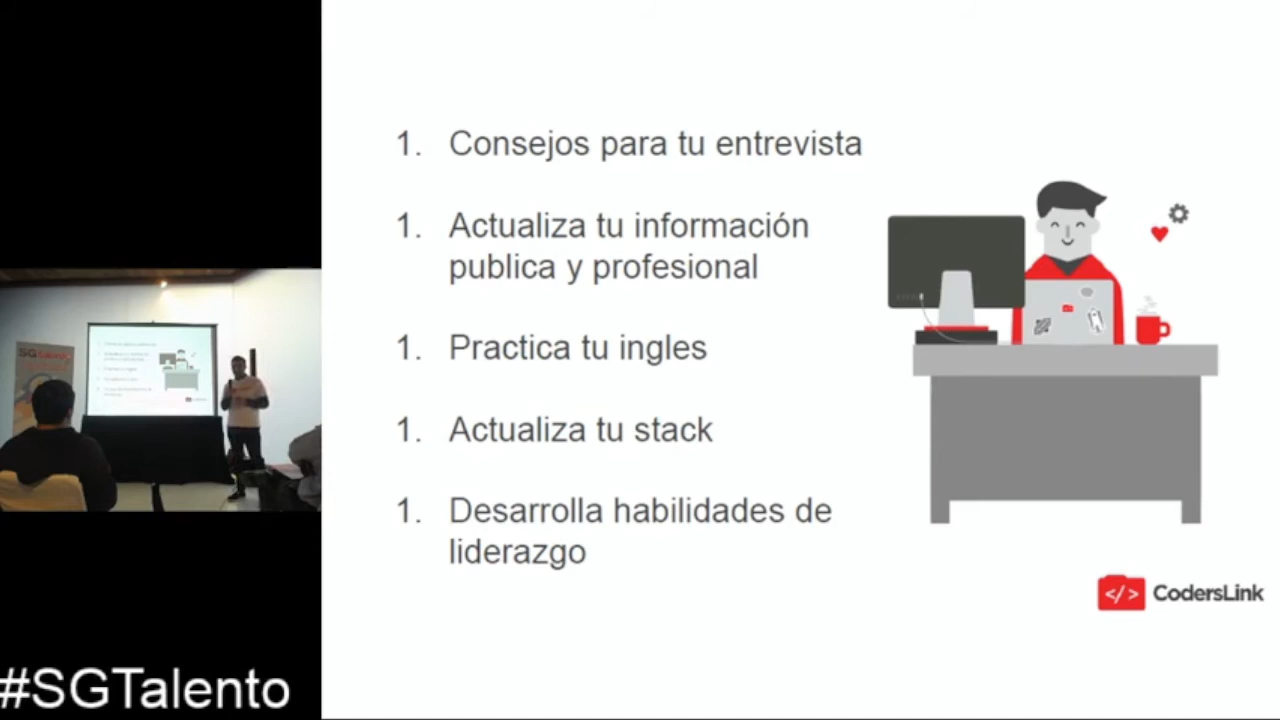 1. Consejos para tu entrevista
1. Actualiza tu información
publica y profesional
1. Practica tu ingles
1. Actualiza tu stack
1. Desarrolla habilidades de
liderazgo
</> CodersLink
SG
#SGTalento